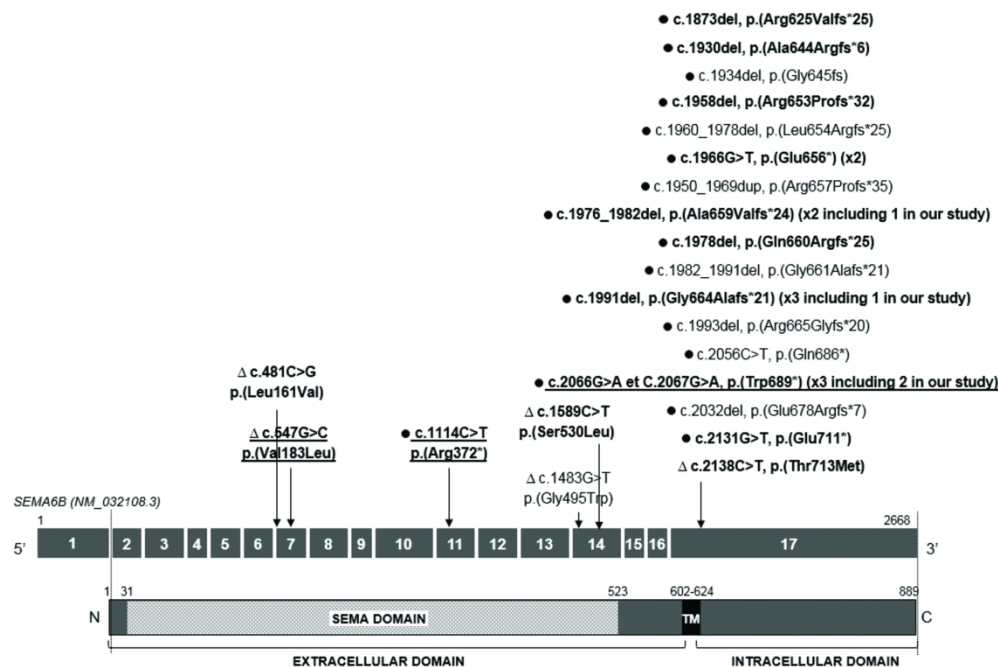 ● c.1873del, p.(Arg625Valfs*25)
● c.1930del, p.(Ala644Argfs*6)
● c.1934del, p.(Gly645fs)
● c.1958del, p.(Arg653Profs*32)
● c.1960_1978del, p.(Leu654Argfs*25)
● c.1966G>T, p.(Glu656*) (x2)
● c.1950_1969dup, p.(Arg657Profs*35)
● c.1976_1982del, p.(Ala659Valfs*24) (x2 including 1 in our study)
● c.1978del, p.(Gln660Argfs*25)
● c.1982_1991del, p.(Gly661Alafs*21)
● c.1991del, p.(Gly664Alafs*21) (x3 including 1 in our study)
● c.1993del, p.(Arg665Glyfs*20)
● c.2056C>T, p.(Gln686*)
● c.2066G>A et C.2067G>A, p.(Trp689*) (x3 including 2 in our study)
● c.2032del, p.(Glu678Argfs*7)
● c.2131G>T, p.(Glu711*)
Δ c.2138C>T, p.(Thr713Met)
Δ c.481C>G
p.(Leu161Val)
Δ c.547G>C
p.(Val183Leu)
● c.1114C>T
p.(Arg372*)
Δ c.1589C>T
p.(Ser530Leu)
Δ c.1483G>T
p.(Gly495Trp)
SEMA6B (NM_032108.3)
1 2668
5' 1 2 3 4 5 6 7 8 9 10 11 12 13 14 15 16 17 3'
1 31 523 602-624 889
N SEMA DOMAIN TM C
EXTRACELLULAR DOMAIN INTRACELLULAR DOMAIN